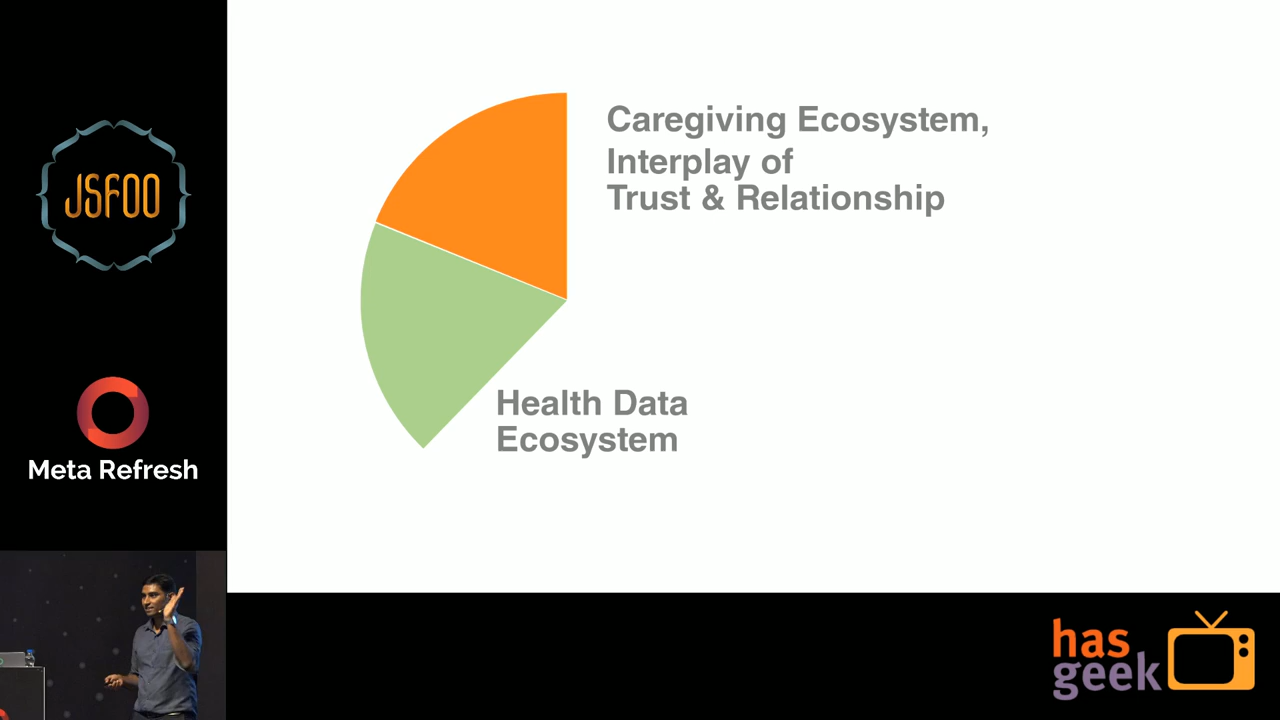 JSFOO
Meta Refresh
Caregiving Ecosystem,
Interplay of
Trust & Relationship
Health Data
Ecosystem
has
geek